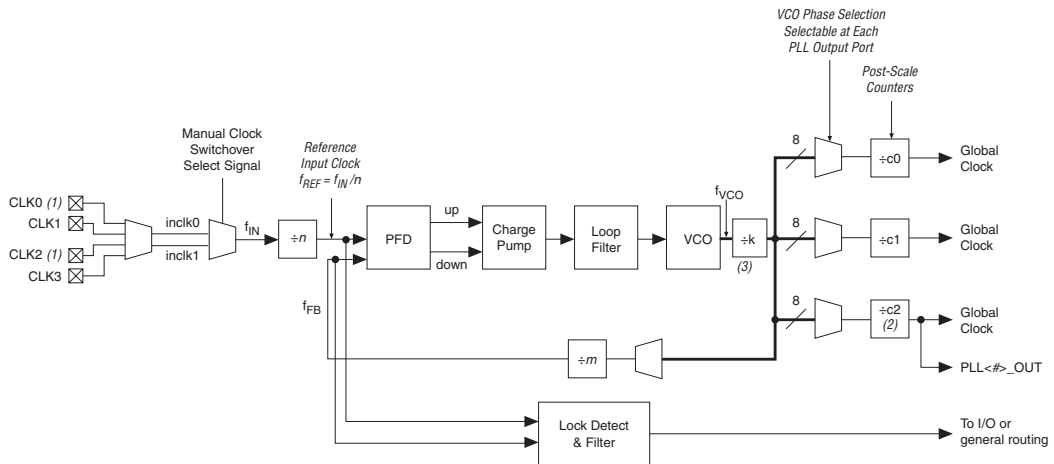 VCO Phase Selection
Selectable at Each
PLL Output Port
Post-Scale
Counters
Manual Clock
Switchover
Select Signal
Reference
Input Clock
fREF = fIN /n
8
÷c0
Global
Clock
CLK0 (1)
CLK1
CLK2 (1)
CLK3
inclk0
inclk1
fIN
÷n
PFD
up
down
Charge
Pump
Loop
Filter
VCO
fVCO
÷k
(3)
8
÷c1
Global
Clock
fFB
8
÷c2
(2)
Global
Clock
PLL<#>_OUT
÷m
Lock Detect
& Filter
To I/O or
general routing